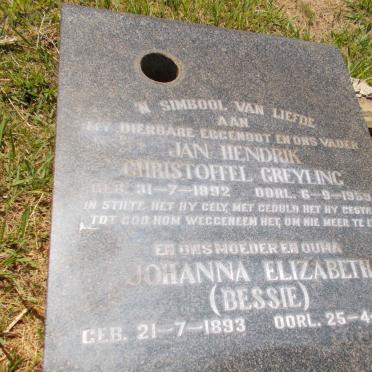 'N SIMBOOL VAN LIEFDE
AAN
MY DIERBARE EGGENOOT EN ONS VADER
JAN HENDRIK
CHRISTOFFEL GREYLING
GEB. 31-7-1892 OORL. 6-9-195
IN STILTE HET HY GELY, MET GEDULD HET HY GESTR
TOT GOD HOM WEGGENEEM HET, OM NIE MEER TE L
EN ONS MOEDER EN OUMA
JOHANNA ELIZABETH
(BESSIE)
GEB. 21-7-1893 OORL. 25-4-